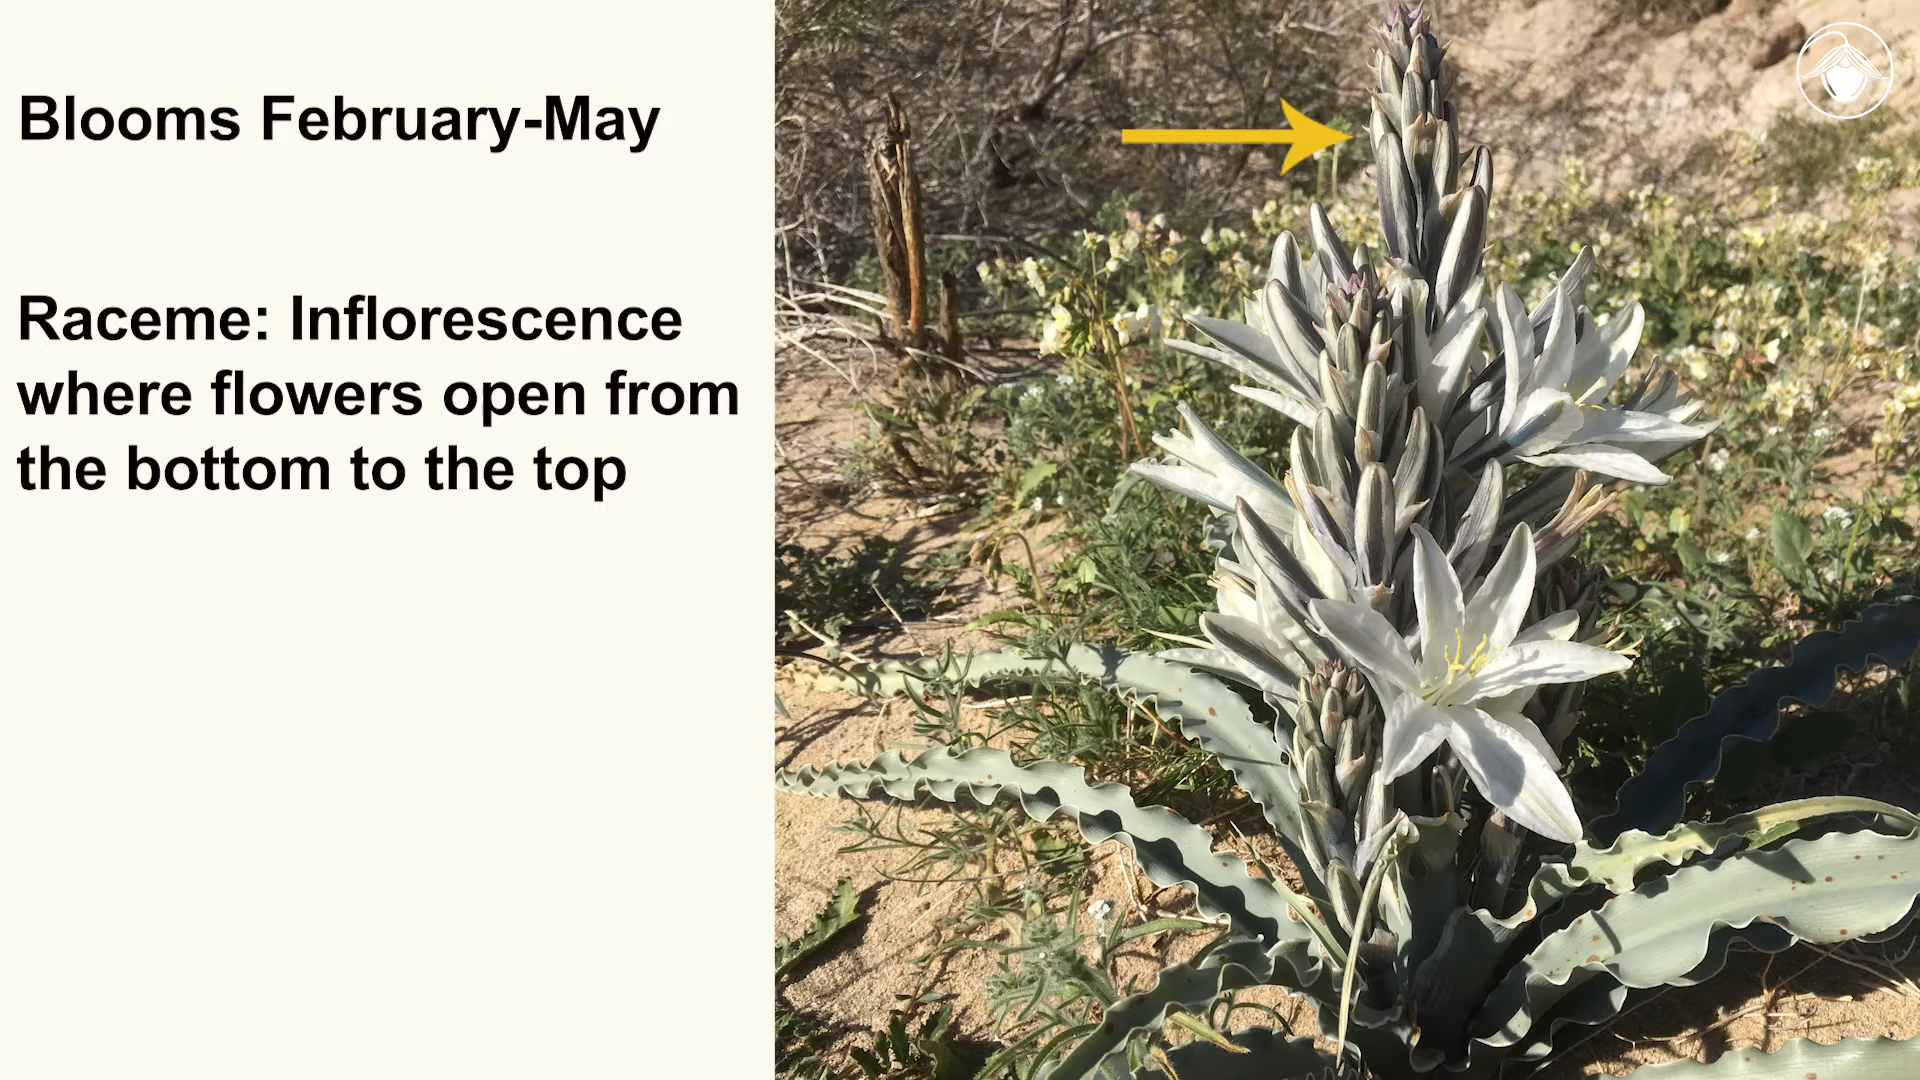 Blooms February-May
Raceme: Inflorescence
where flowers open from
the bottom to the top